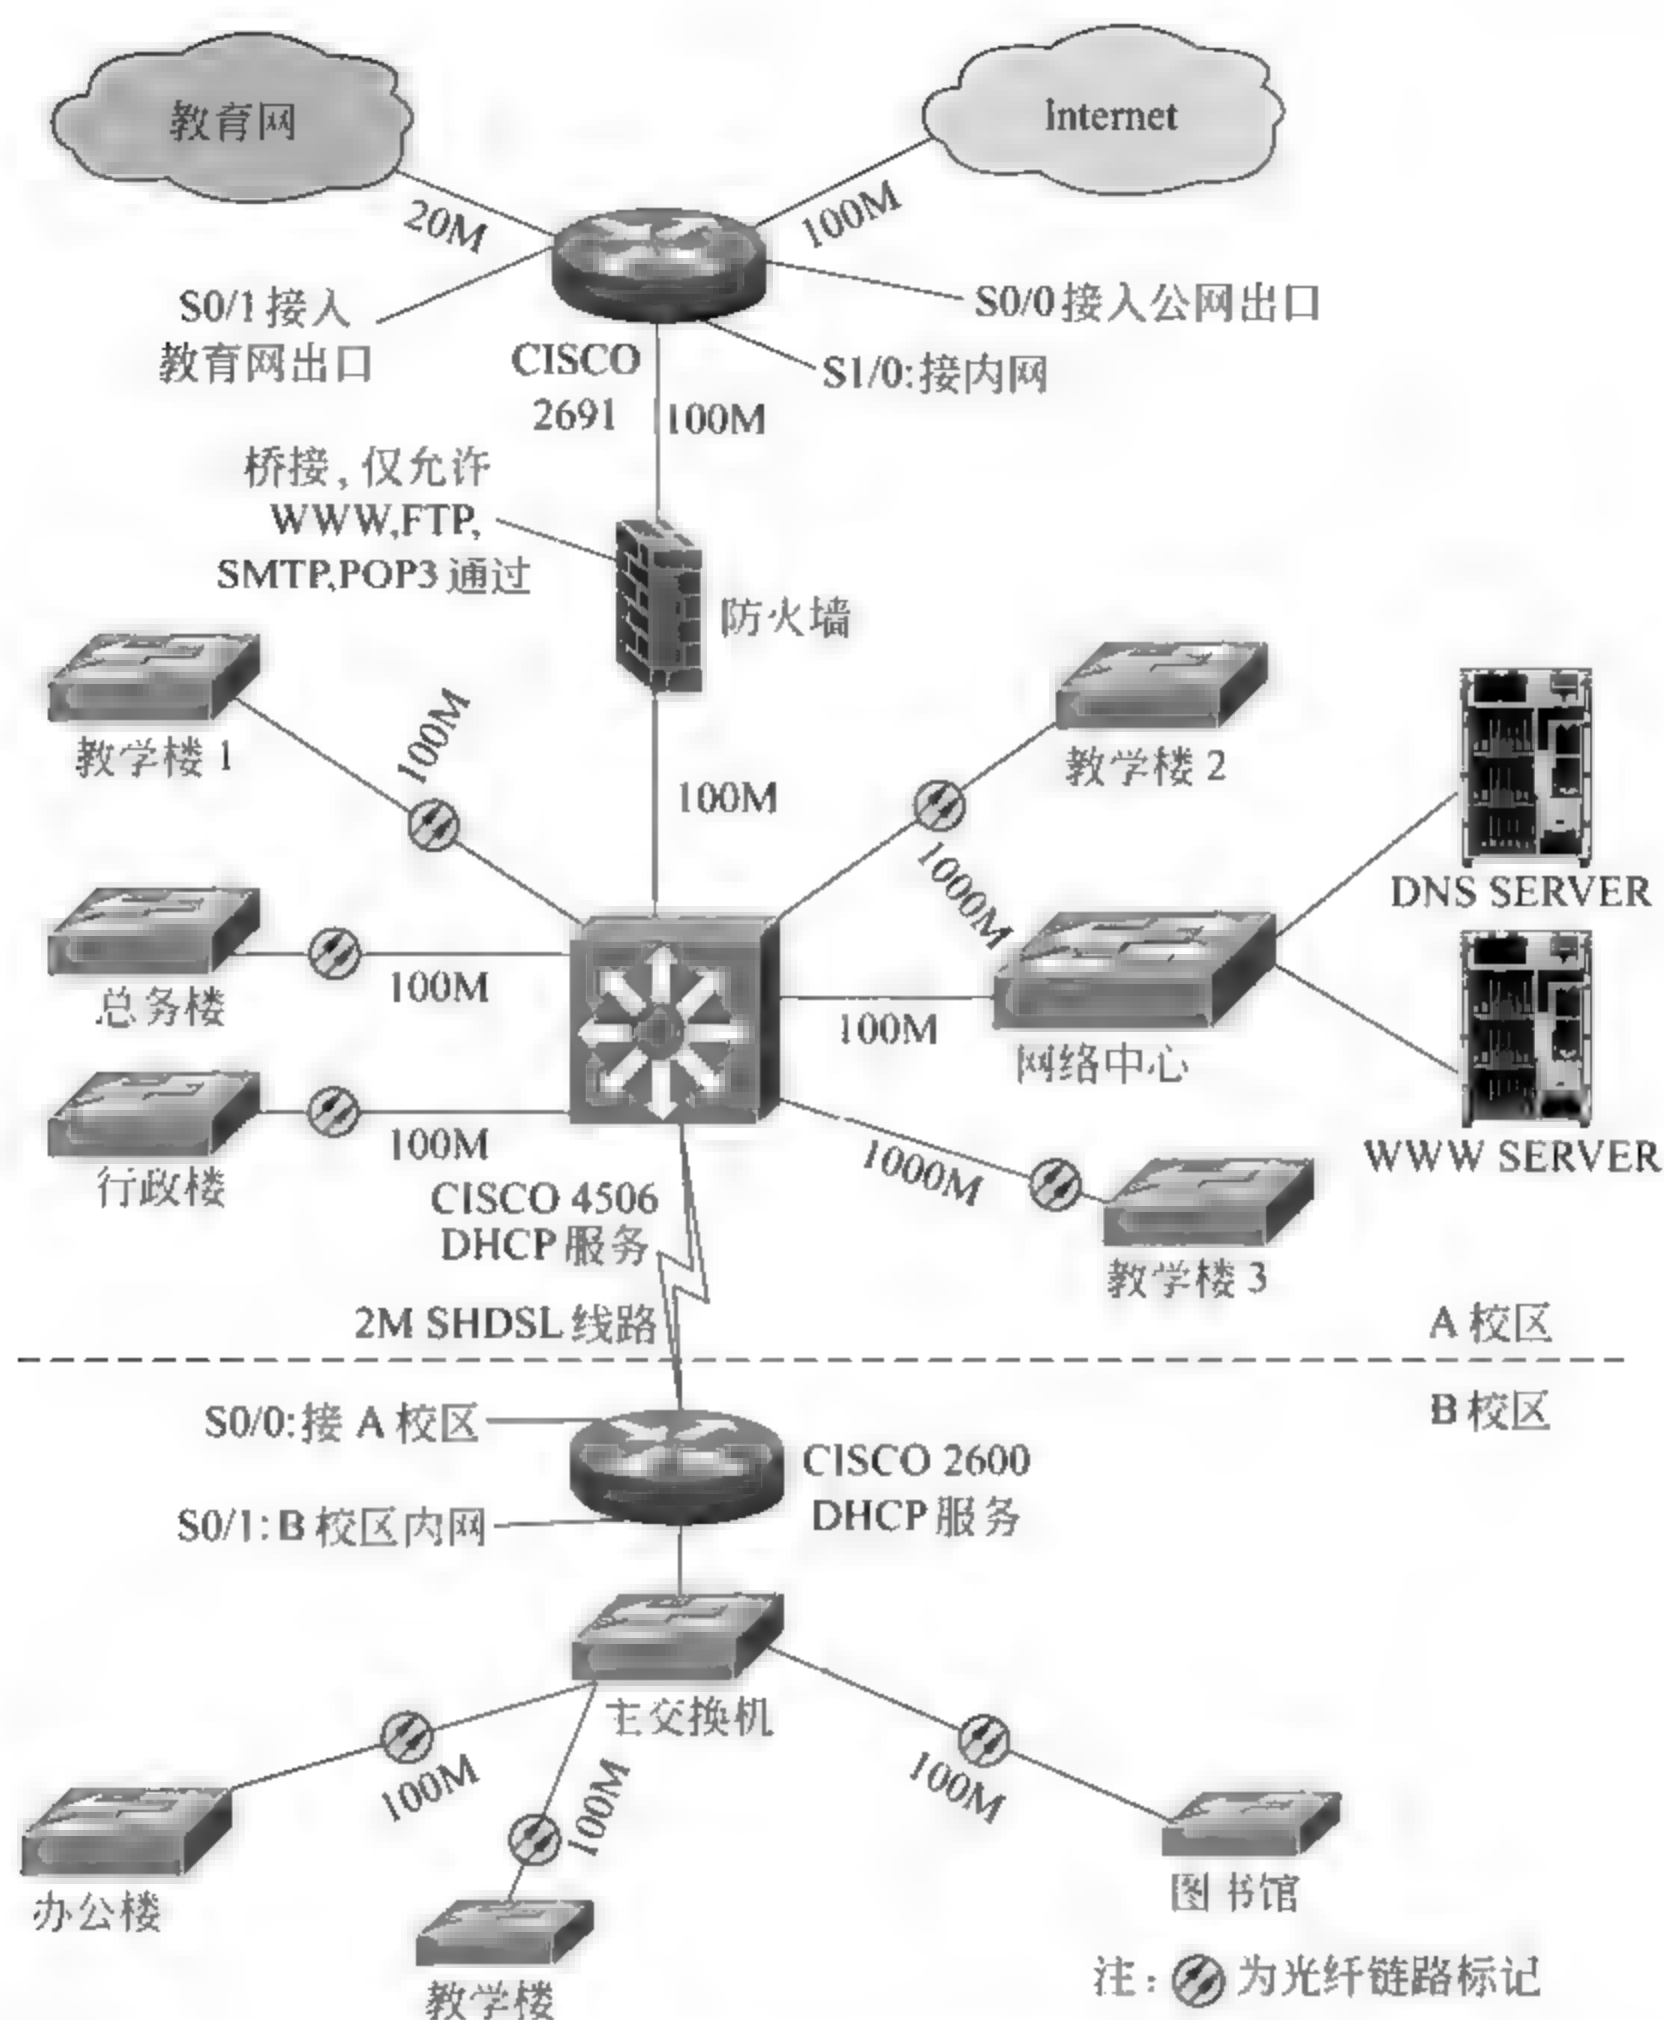 教育网
Internet
20M
100M
S0/1接入
教育网出口
S0/0接入公网出口
CISCO
2691
S1/0:接内网
100M
桥接,仅允许
WWW,FTP,
SMTP,POP3通过
防火墙
教学楼1
100M
100M
教学楼2
1000M
DNS SERVER
总务楼
100M
100M
网络中心
行政楼
100M
1000M
WWW SERVER
CISCO 4506
DHCP服务
教学楼3
2M SHDSL线路
A校区
B校区
S0/0:接A校区
CISCO 2600
DHCP服务
S0/1:B校区内网
主交换机
100M
100M
100M
办公楼
图书馆
教学楼
注:为光纤链路标记